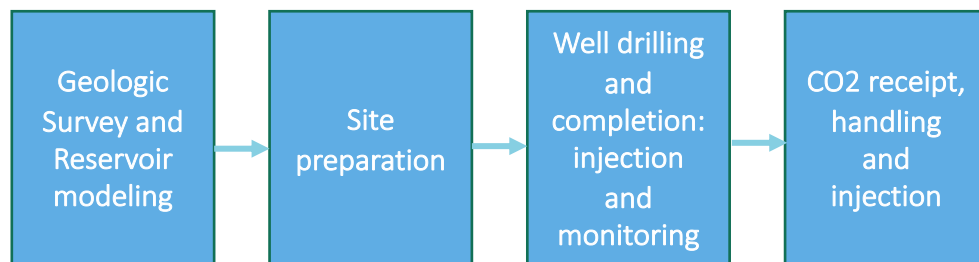 Geologic
Survey and
Reservoir
modeling
Site
preparation
Well drilling
and
completion:
injection
and
monitoring
CO2 receipt,
handling
and
injection